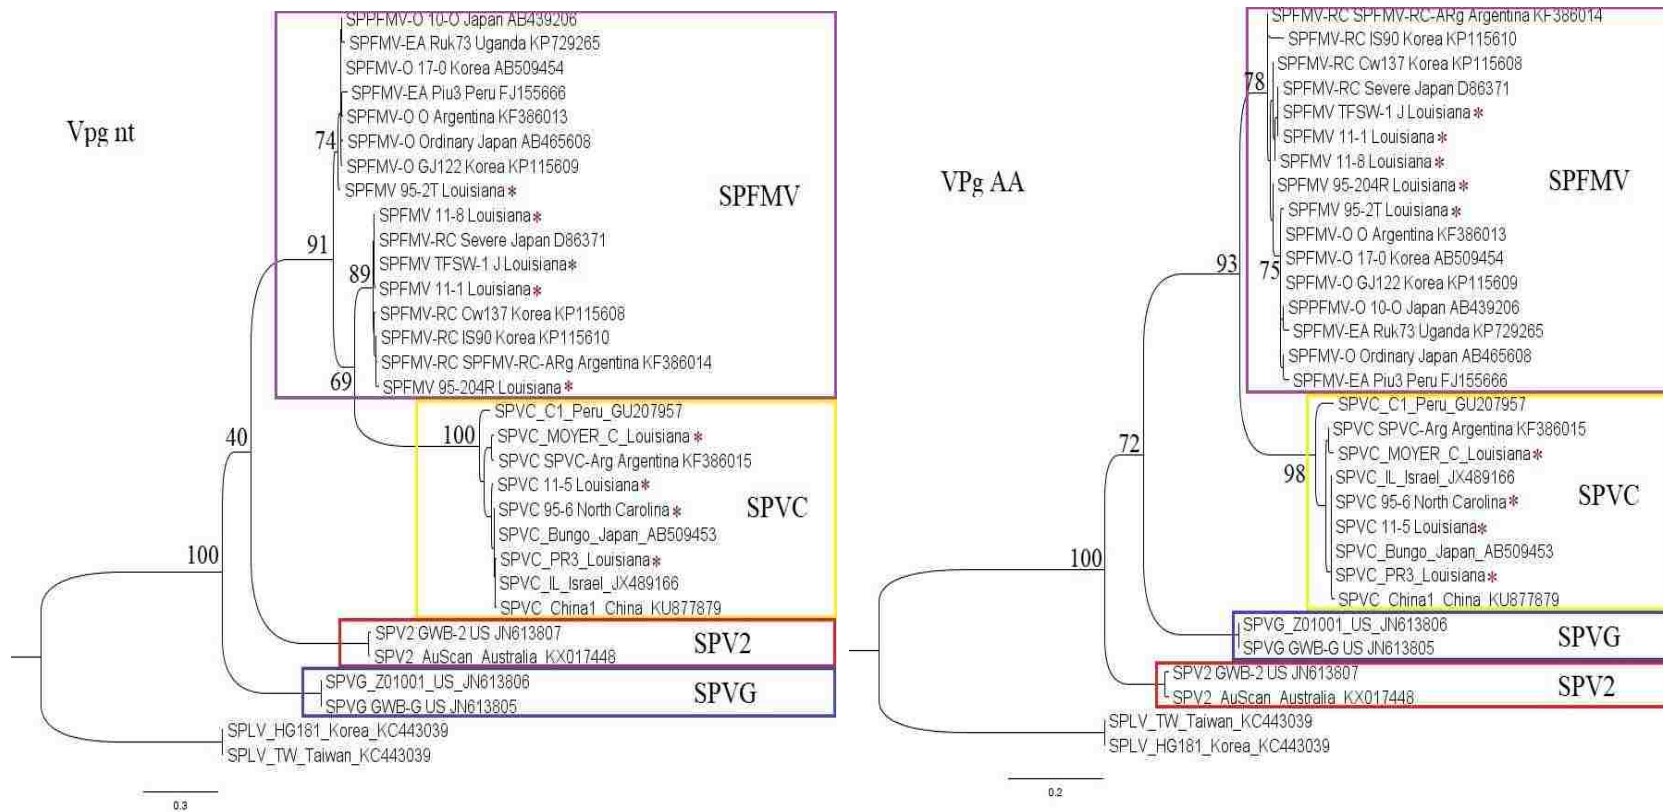 Vpg nt
SPPFMV-O 10-O Japan AB439206
SPFMV-EA Ruk73 Uganda KP729265
SPFMV-O 17-0 Korea AB509454
SPFMV-EA Piu3 Peru FJ155666
SPFMV-O O Argentina KF386013
SPFMV-O Ordinary Japan AB465608
SPFMV-O GJ122 Korea KP115609
SPFMV 95-2T Louisiana*
SPFMV 11-8 Louisiana*
SPFMV-RC Severe Japan D86371
SPFMV TFSW-1 J Louisiana*
SPFMV 11-1 Louisiana*
SPFMV-RC Cw137 Korea KP115608
SPFMV-RC IS90 Korea KP115610
SPFMV-RC SPFMV-RC-ARg Argentina KF386014
SPFMV 95-204R Louisiana*
SPFMV
74
91
89
69
SPVC_C1_Peru_GU207957
SPVC_MOYER_C_Louisiana*
SPVC SPVC-Arg Argentina KF386015
SPVC 11-5 Louisiana*
SPVC 95-6 North Carolina*
SPVC_Bungo_Japan_AB509453
SPVC_PR3_Louisiana*
SPVC_IL_Israel_JX489166
SPVC_China1_China_KU877879
SPVC
100
40
100
SPV2 GWB-2 US JN613807
SPV2_AuScan_Australia_KX017448
SPV2
SPVG_Z01001_US_JN613806
SPVG GWB-G US JN613805
SPVG
SPLV_HG181_Korea_KC443039
SPLV_TW_Taiwan_KC443039
0.3
VPg AA
SPFMV-RC SPFMV-RC-ARg Argentina KF386014
SPFMV-RC IS90 Korea KP115610
SPFMV-RC Cw137 Korea KP115608
SPFMV-RC Severe Japan D86371
SPFMV TFSW-1 J Louisiana*
SPFMV 11-1 Louisiana*
SPFMV 11-8 Louisiana*
SPFMV 95-204R Louisiana*
SPFMV 95-2T Louisiana*
SPFMV-O O Argentina KF386013
SPFMV-O 17-0 Korea AB509454
SPFMV-O GJ122 Korea KP115609
SPPFMV-O 10-O Japan AB439206
SPFMV-EA Ruk73 Uganda KP729265
SPFMV-O Ordinary Japan AB465608
SPFMV-EA Piu3 Peru FJ155666
SPFMV
78
93
75
SPVC_C1_Peru_GU207957
SPVC SPVC-Arg Argentina KF386015
SPVC_MOYER_C_Louisiana*
SPVC_IL_Israel_JX489166
SPVC 95-6 North Carolina*
SPVC 11-5 Louisiana*
SPVC_Bungo_Japan_AB509453
SPVC_PR3_Louisiana*
SPVC_China1_China_KU877879
SPVC
72
98
100
SPVG_Z01001_US_JN613806
SPVG GWB-G US JN613805
SPVG
SPV2 GWB-2 US JN613807
SPV2_AuScan_Australia_KX017448
SPV2
SPLV_TW_Taiwan_KC443039
SPLV_HG181_Korea_KC443039
0.2